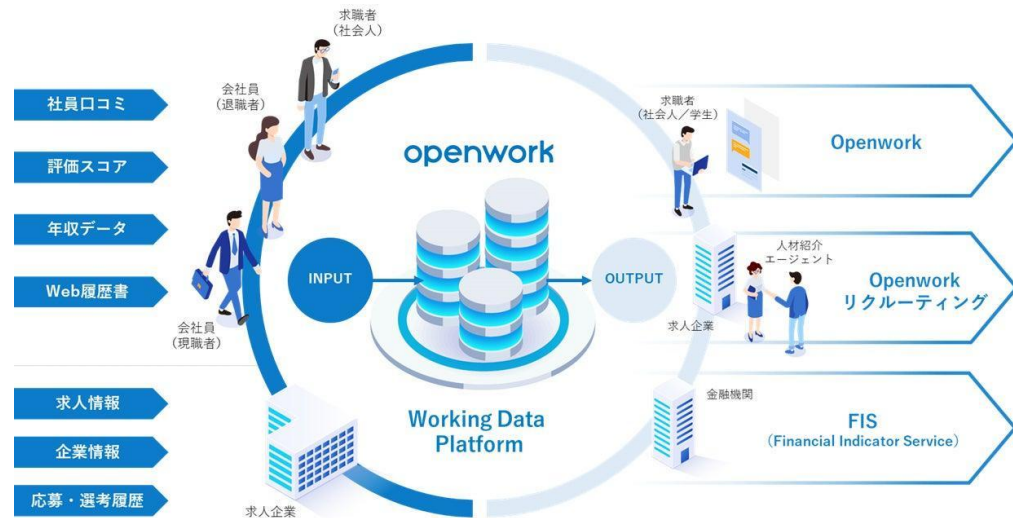 社員口コミ
評価スコア
年収データ
Web履歴書
求人情報
企業情報
応募・選考履歴
求職者
（社会人）
会社員
（退職者）
会社員
（現職者）
求人企業
openwork
INPUT
OUTPUT
Working Data
Platform
求職者
（社会人／学生）
Openwork
人材紹介
エージェント
求人企業
Openwork
リクルーティング
金融機関
FIS
（Financial Indicator Service）